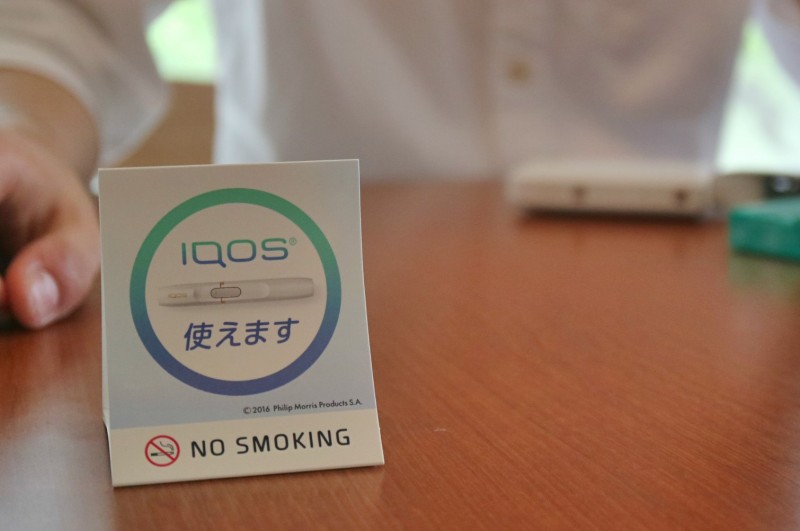 IQOS®
使えます
©2016 Philip Morris Products S.A.
NO SMOKING